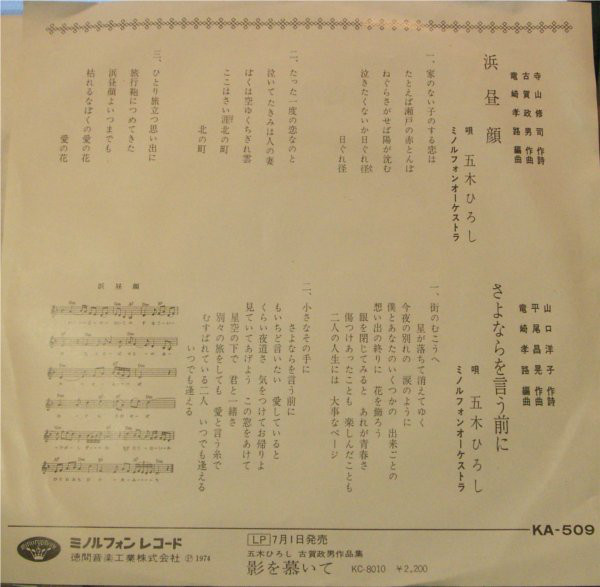 浜昼顔
寺山修司 作詩
古賀政男 作曲
竜崎孝路 編曲
唄 五木ひろし
ミノルフォンオーケストラ
一、家のない子のする恋は
たとえば瀬戸の赤とんぼ
ねぐらさがせば陽が沈む
泣きたくないか日ぐれ径
日ぐれ径
二、たった一度の恋なのと
泣いてたきみは人の妻
ぼくは空ゆくちぎれ雲
ここはさい涯北の町
北の町
三、ひとり旅立つ思い出に
旅行鞄につめてきた
浜昼顔よいつまでも
枯れるなぼくの愛の花
愛の花
さよならを言う前に
山口洋子 作詩
平尾昌晃 作曲
竜崎孝路 編曲
唄 五木ひろし
ミノルフォンオーケストラ
一、街のむこうへ
星が落ちて消えてゆく
今夜の別れの 涙のように
僕とあなたのいくつかの 出来ごとの
想い出の終りに 花を飾ろう
銀を閉じてみると あれが青春さ
傷つけあったことも 楽しんだことも
二人の人生には 大事なページ
二、小さなその手に
さよならを言う前に
もいちど言いたい 愛していると
くらい夜道さ 気をつけてお帰りよ
見ていてあげよう この窓をあけて
星空の下で 君と一緒さ
別々の旅をしても 愛と言う糸で
むすばれている二人 いつでも逢える
いつでも逢える
浜昼顔
KA-509
ミノルフォン レコード
徳間音楽工業株式会社 Ⓟ1974
LP 7月1日発売
五木ひろし 古賀政男作品集
影を慕いて KC-8010 ￥2,200